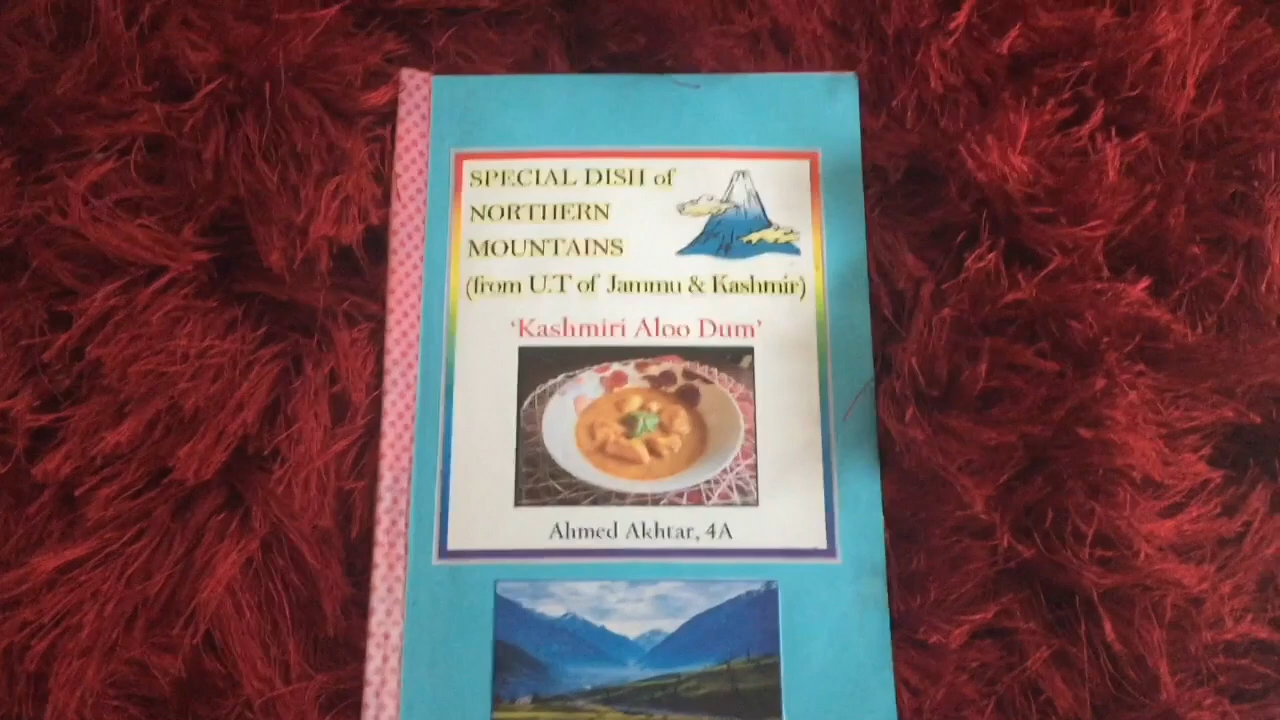 SPECIAL DISH of
NORTHERN
MOUNTAINS
(from U.T of Jammu & Kashmir)
'Kashmiri Aloo Dum'
Ahmed Akhtar, 4A